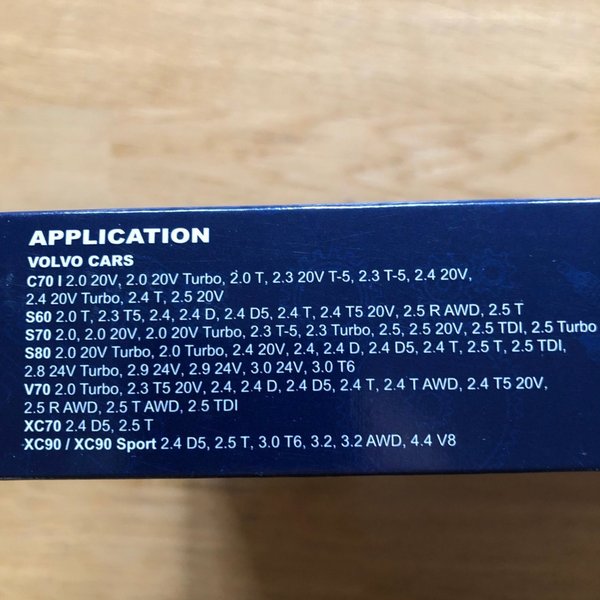 APPLICATION
VOLVO CARS
C70 I 2.0 20V, 2.0 20V Turbo, 2.0 T, 2.3 20V T-5, 2.3 T-5, 2.4 20V,
2.4 20V Turbo, 2.4 T, 2.5 20V
S60 2.0 T, 2.3 T5, 2.4, 2.4 D, 2.4 D5, 2.4 T, 2.4 T5 20V, 2.5 R AWD, 2.5 T
S70 2.0, 2.0 20V, 2.0 20V Turbo, 2.3 T-5, 2.3 Turbo, 2.5, 2.5 20V, 2.5 TDI, 2.5 Turbo
S80 2.0 20V Turbo, 2.0 Turbo, 2.4 20V, 2.4, 2.4 D, 2.4 D5, 2.4 T, 2.5 T, 2.5 TDI,
2.8 24V Turbo, 2.9 24V, 2.9 24V, 3.0 24V, 3.0 T6
V70 2.0 Turbo, 2.3 T5 20V, 2.4, 2.4 D, 2.4 D5, 2.4 T, 2.4 T AWD, 2.4 T5 20V,
2.5 R AWD, 2.5 T AWD, 2.5 TDI
XC70 2.4 D5, 2.5 T
XC90 / XC90 Sport 2.4 D5, 2.5 T, 3.0 T6, 3.2, 3.2 AWD, 4.4 V8